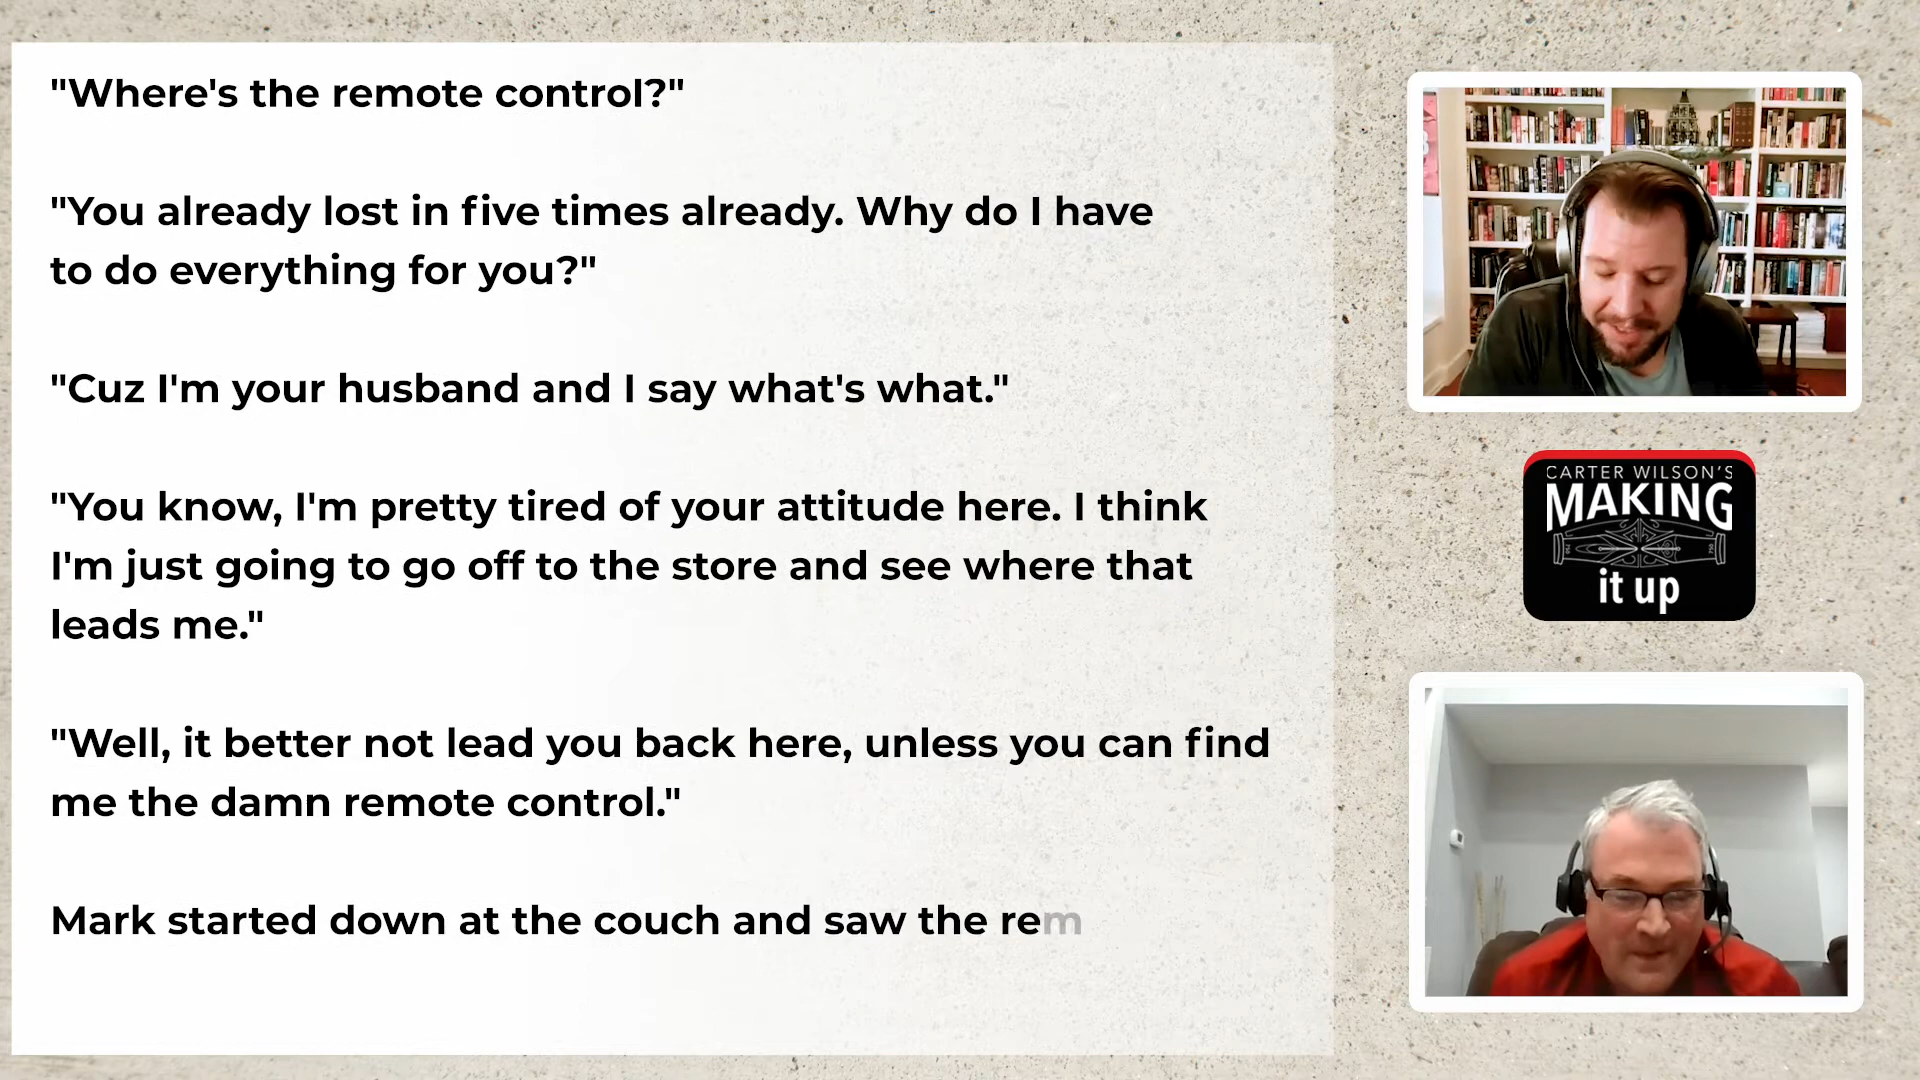 "Where's the remote control?"
"You already lost in five times already. Why do I have
to do everything for you?"
"Cuz I'm your husband and I say what's what."
"You know, I'm pretty tired of your attitude here. I think
I'm just going to go off to the store and see where that
leads me."
"Well, it better not lead you back here, unless you can find
me the damn remote control."
Mark started down at the couch and saw the rem
CARTER WILSON'S
MAKING
it up